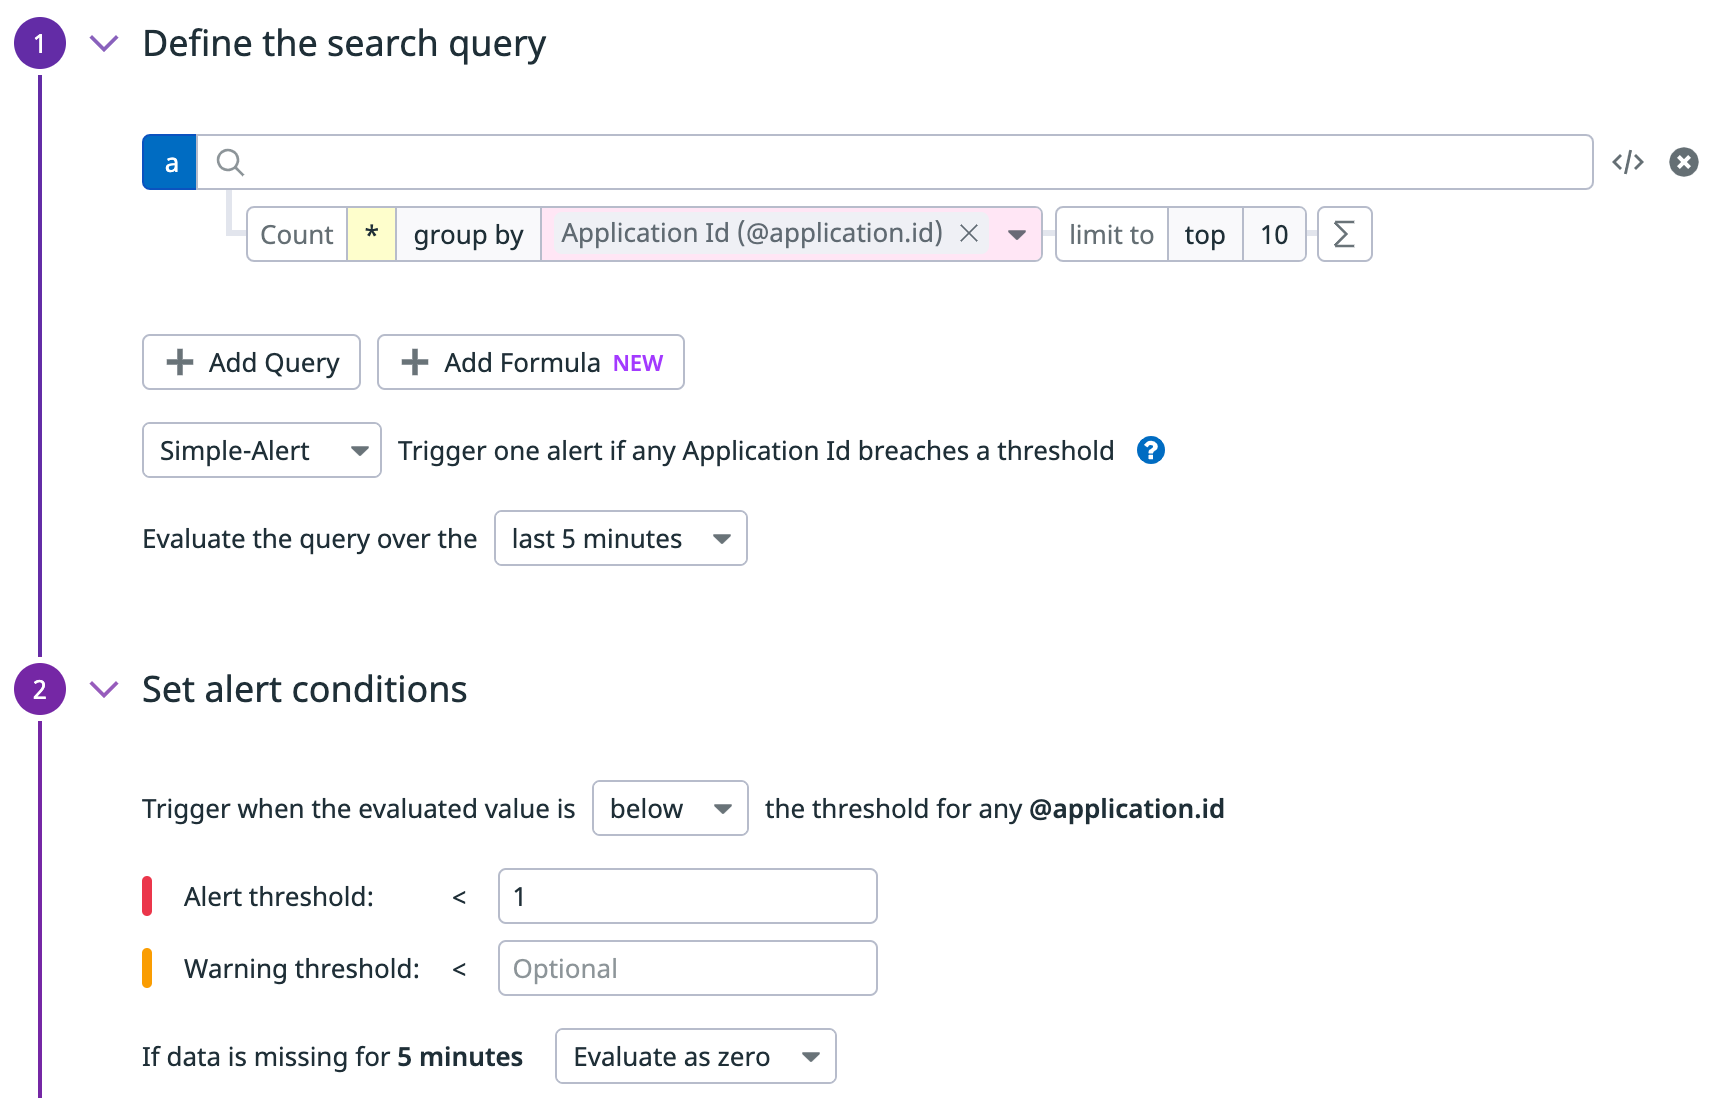 1 Define the search query
a
Count * group by Application Id (@application.id) limit to top 10 Σ
Add Query Add Formula NEW
Simple-Alert Trigger one alert if any Application Id breaches a threshold ?
Evaluate the query over the last 5 minutes
2 Set alert conditions
Trigger when the evaluated value is below the threshold for any @application.id
Alert threshold: < 1
Warning threshold: < Optional
If data is missing for 5 minutes Evaluate as zero